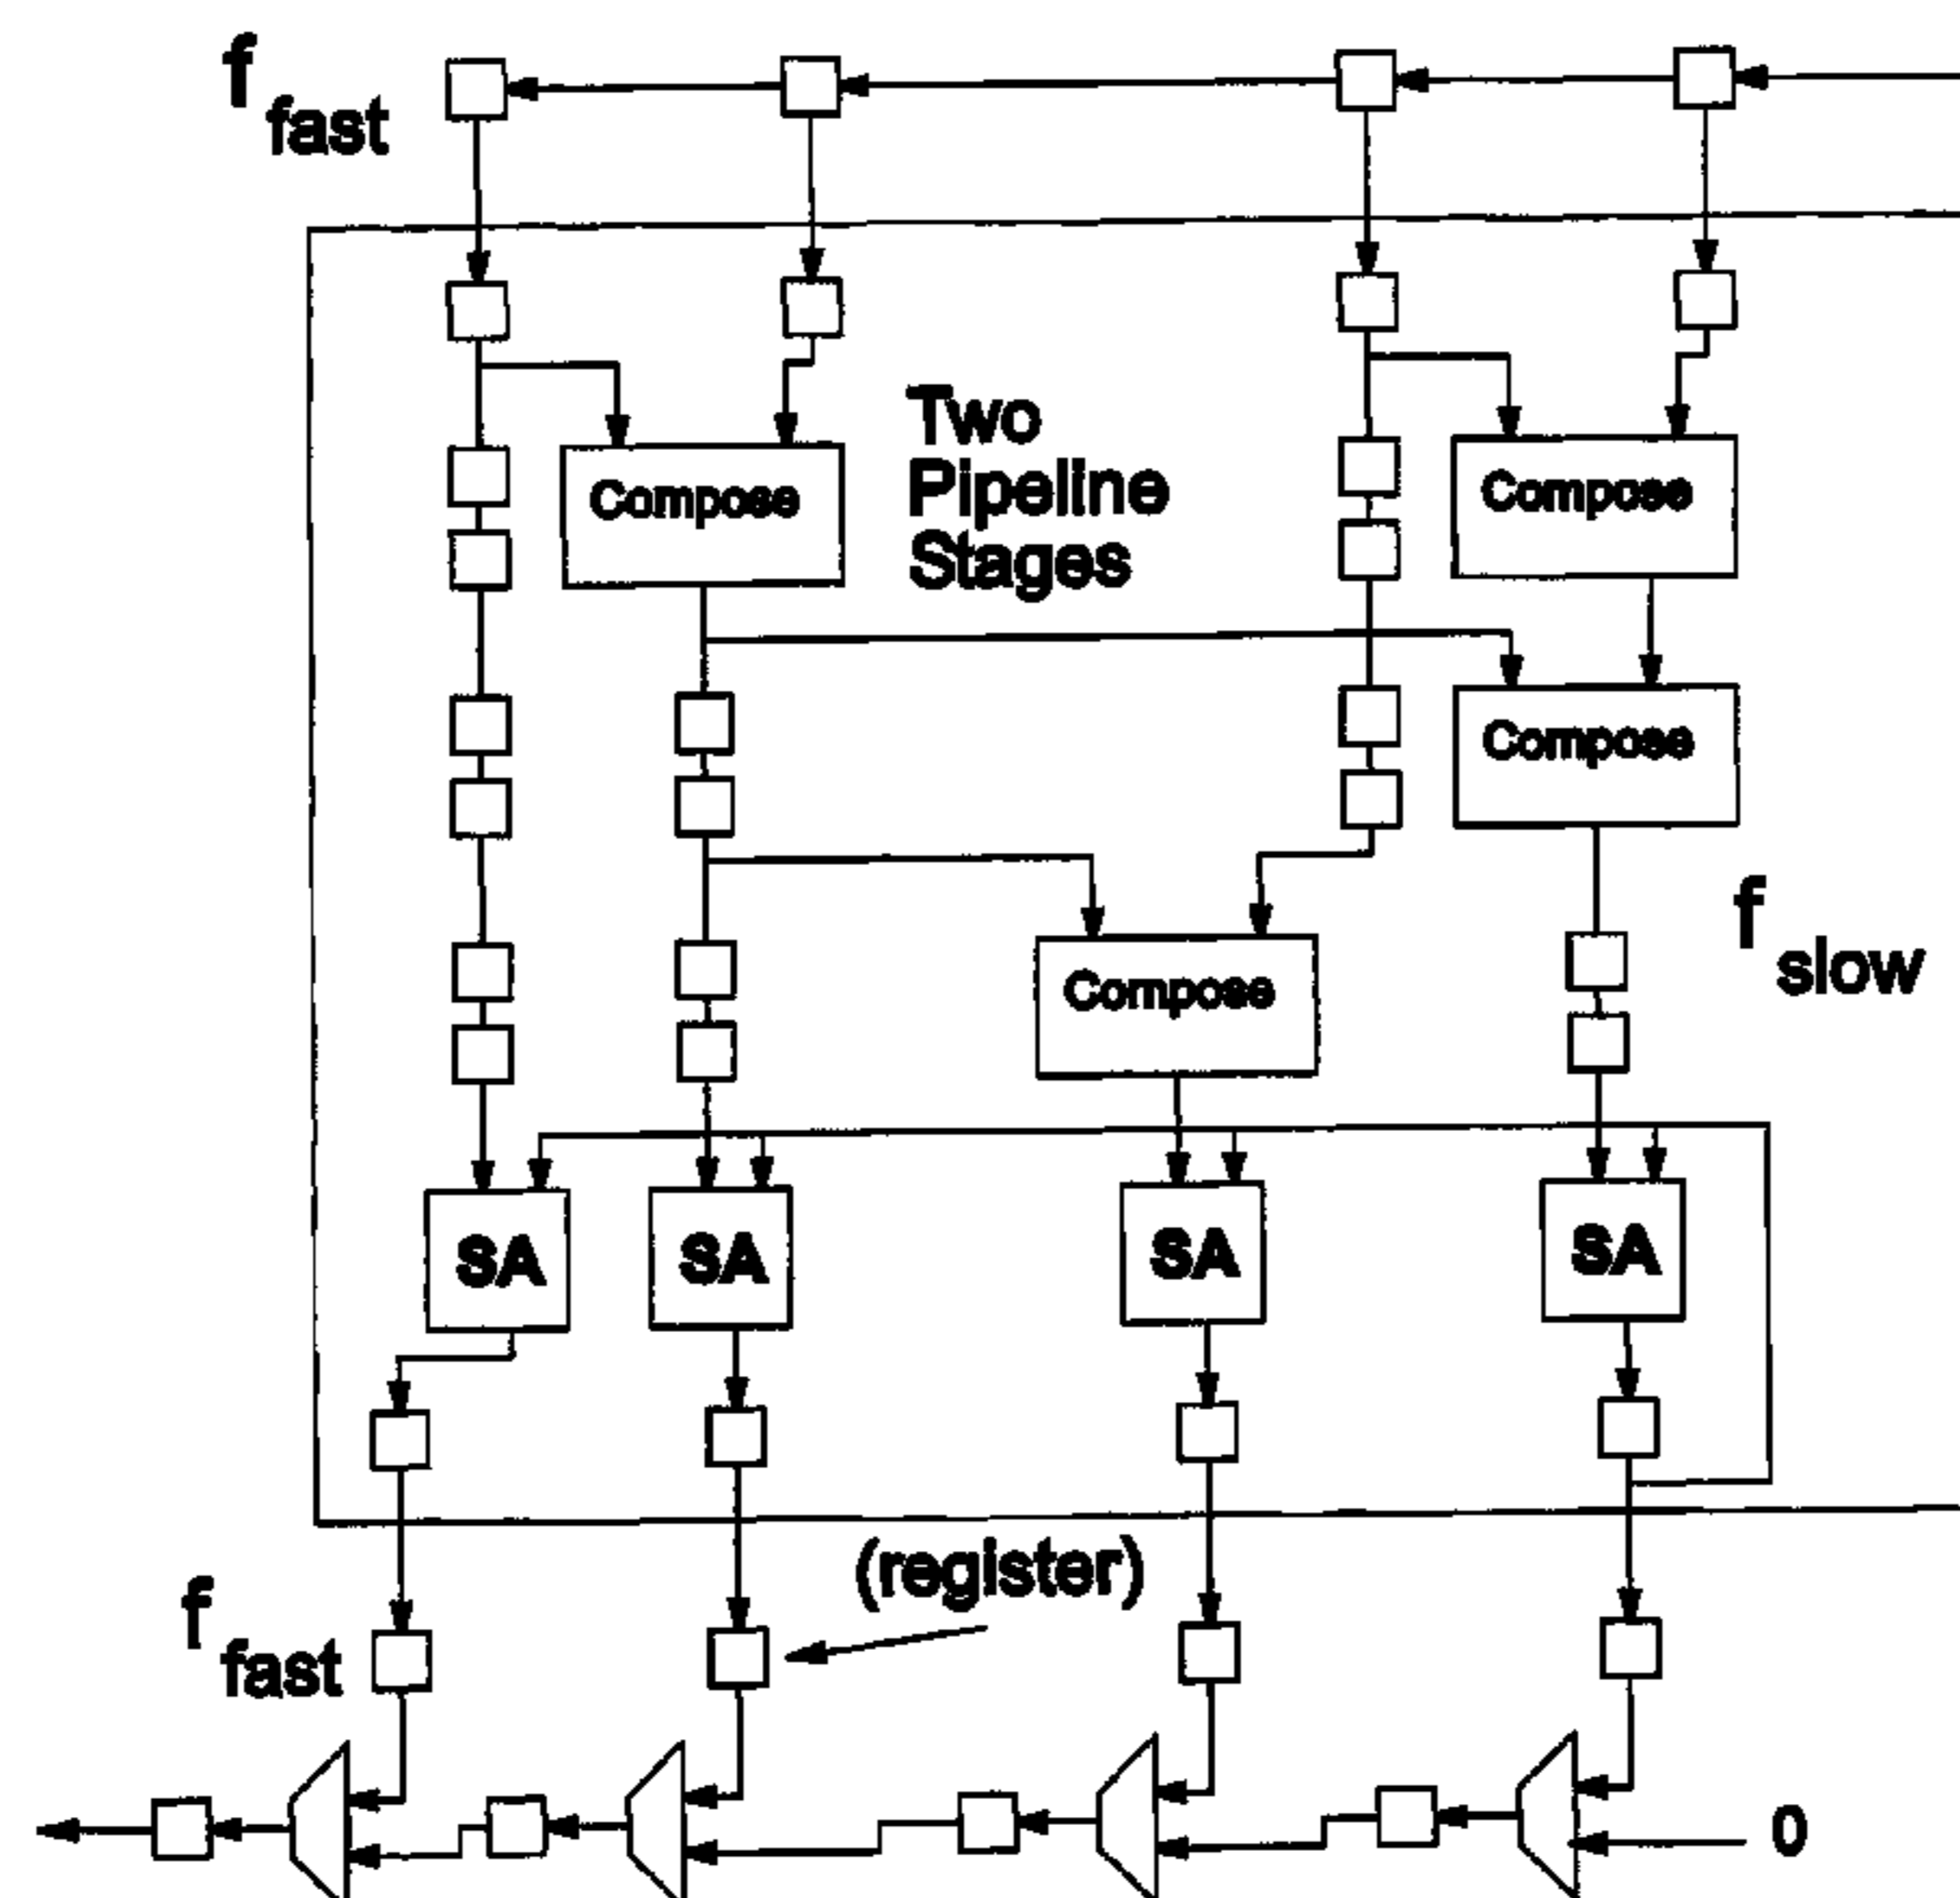 f fast
Two
Pipeline
Stages
Compose
Compose
Compose
Compose
f slow
SA
SA
SA
SA
(register)
f fast
0